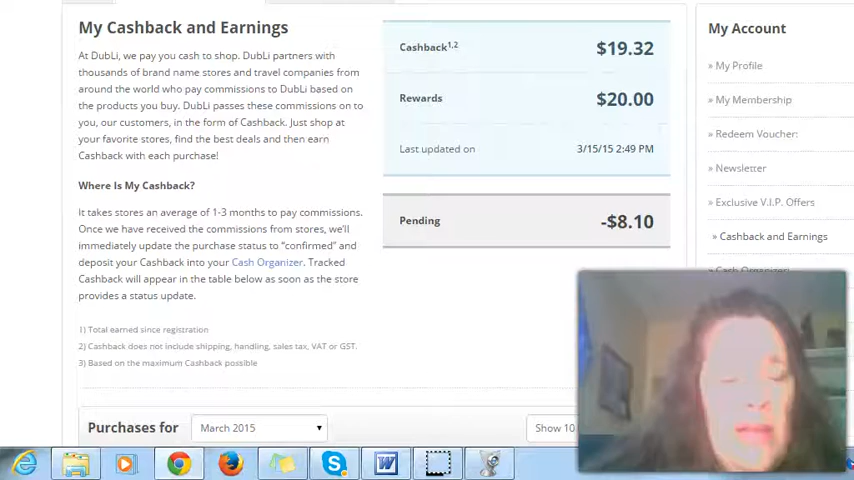 My Cashback and Earnings
At DubLi, we pay you cash to shop. DubLi partners with
thousands of brand name stores and travel companies from
around the world who pay commissions to DubLi based on
the products you buy. DubLi passes these commissions on to
you, our customers, in the form of Cashback. Just shop at
your favorite stores, find the best deals and then earn
Cashback with each purchase!
Where Is My Cashback?
It takes stores an average of 1-3 months to pay commissions.
Once we have received the commissions from stores, we'll
immediately update the purchase status to "confirmed" and
deposit your Cashback into your Cash Organizer. Tracked
Cashback will appear in the table below as soon as the store
provides a status update.
1) Total earned since registration
2) Cashback does not include shipping, handling, sales tax, VAT or GST.
3) Based on the maximum Cashback possible
Cashback1,2 $19.32
Rewards $20.00
Last updated on 3/15/15 2:49 PM
Pending -$8.10
My Account
» My Profile
» My Membership
» Redeem Voucher:
» Newsletter
» Exclusive V.I.P. Offers
» Cashback and Earnings
» Cash Organizer
Purchases for March 2015
Show 10